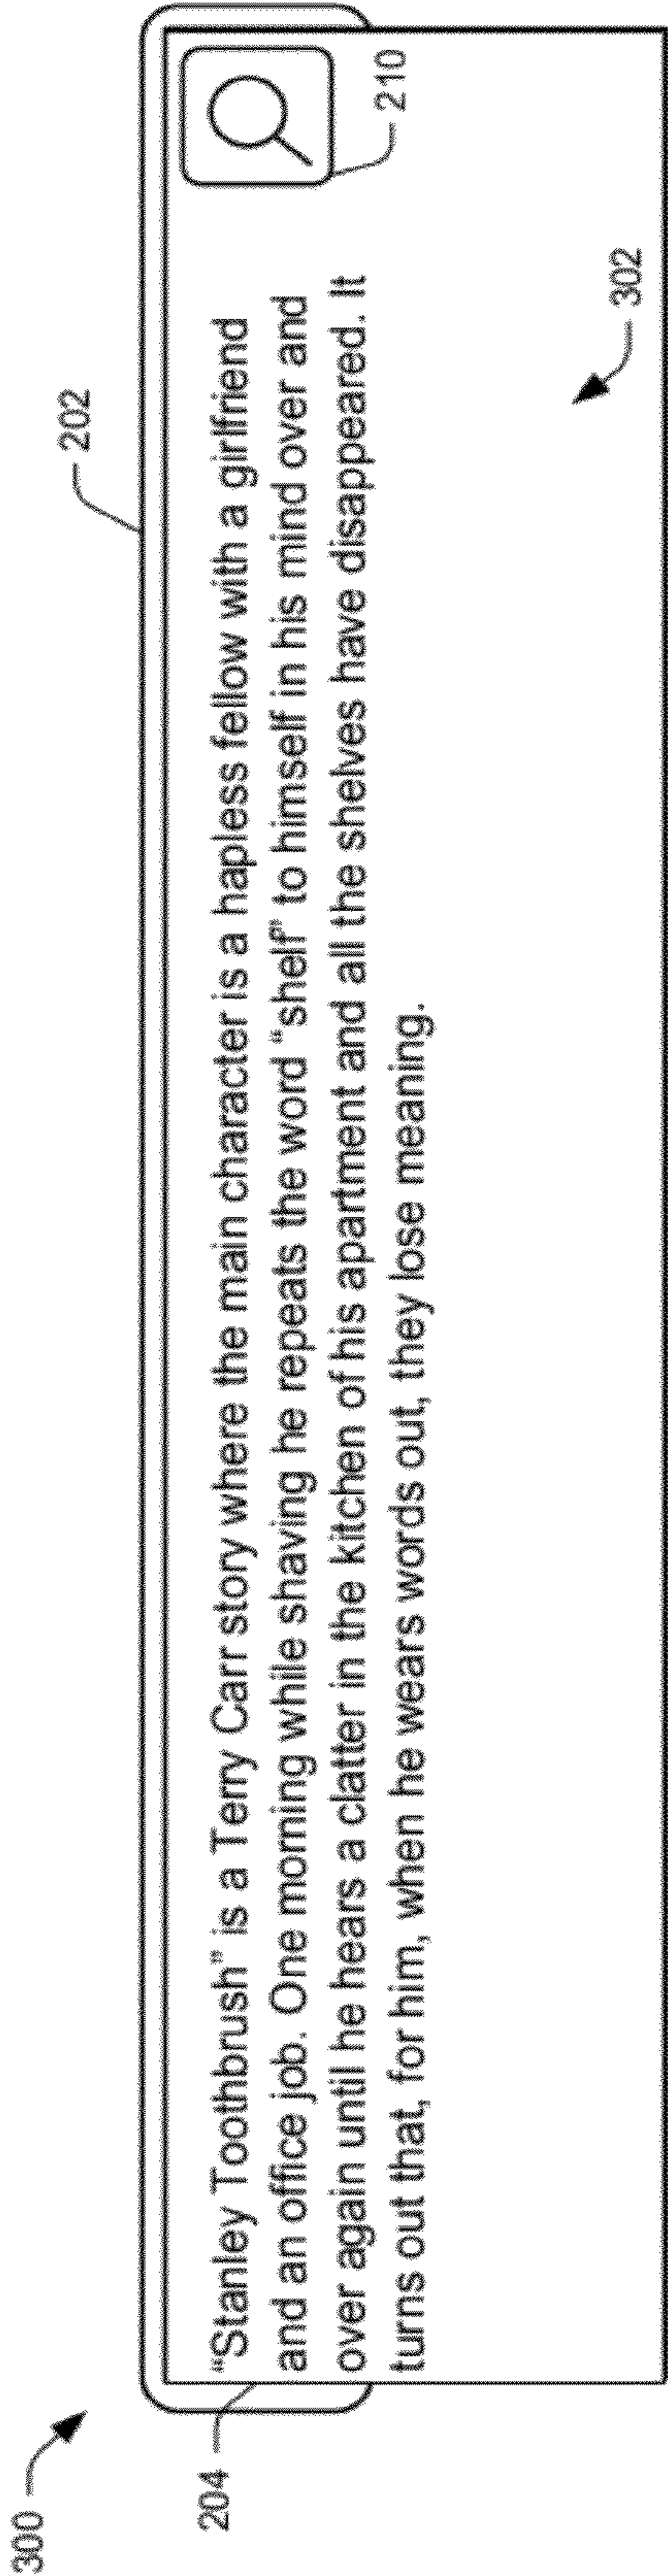 300
202
204
"Stanley Toothbrush" is a Terry Carr story where the main character is a hapless fellow with a girlfriend
and an office job. One morning while shaving he repeats the word "shelf" to himself in his mind over and
over again until he hears a clatter in the kitchen of his apartment and all the shelves have disappeared. It
turns out that, for him, when he wears words out, they lose meaning.
210
302